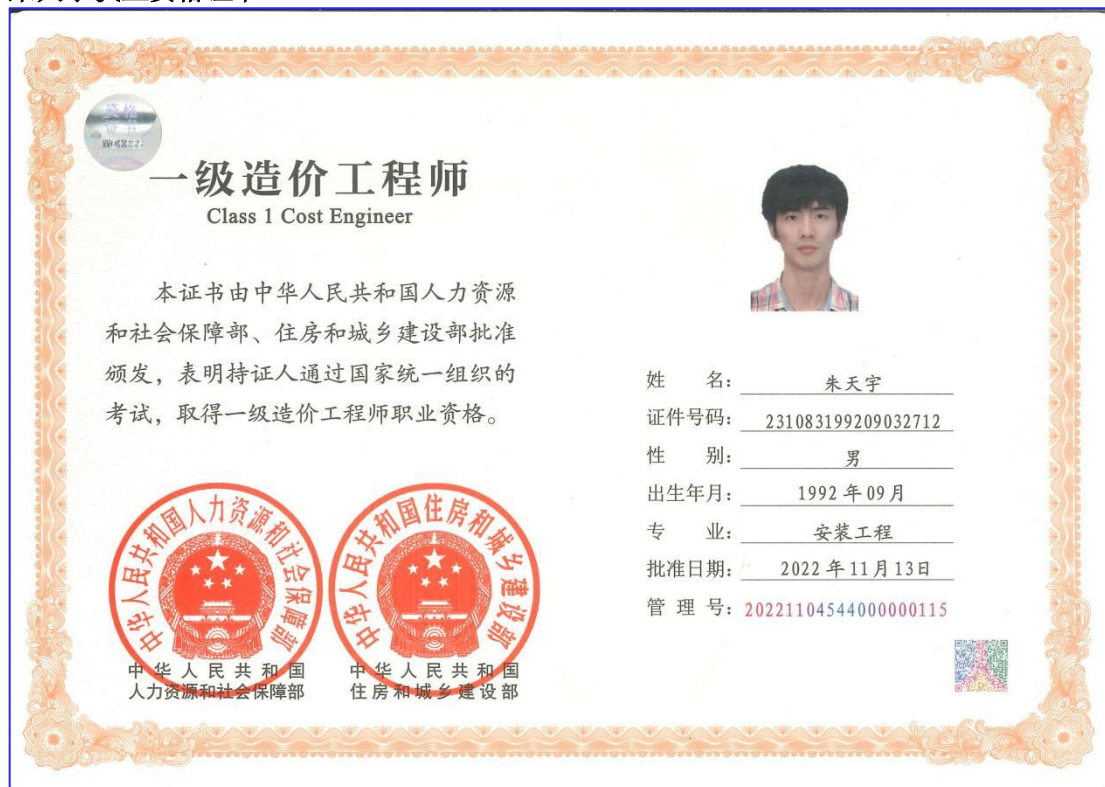 一级造价工程师
Class 1 Cost Engineer
本证书由中华人民共和国人力资源
和社会保障部、住房和城乡建设部批准
颁发，表明持证人通过国家统一组织的
考试，取得一级造价工程师职业资格。
中华人民共和国人力资源和社会保障部
中华人民共和国住房和城乡建设部
中华人民共和国
人力资源和社会保障部
中华人民共和国
住房和城乡建设部
姓 名： 朱天宇
证件号码： 231083199209032712
性 别： 男
出生年月： 1992年09月
专 业： 安装工程
批准日期： 2022年11月13日
管 理 号： 20221104544000000115